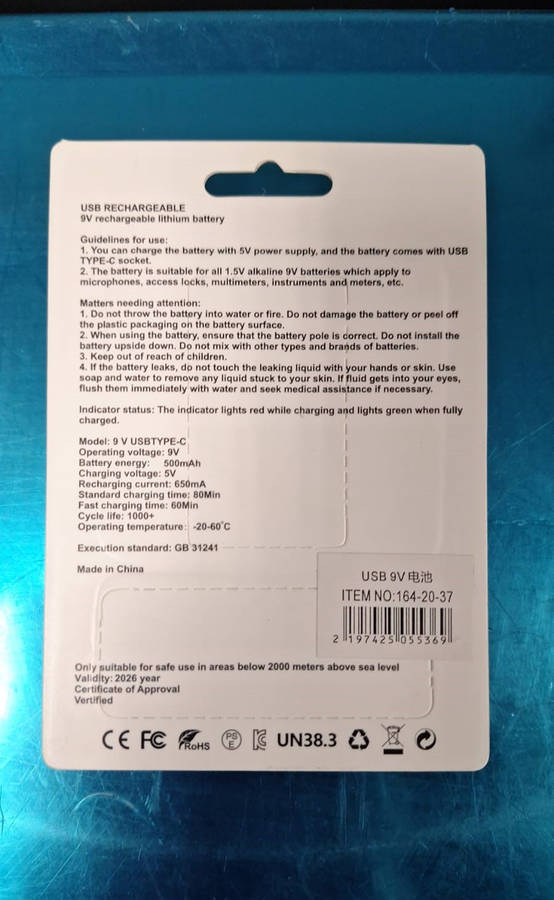 USB RECHARGEABLE
9V rechargeable lithium battery
Guidelines for use:
1. You can charge the battery with 5V power supply, and the battery comes with USB
TYPE-C socket.
2. The battery is suitable for all 1.5V alkaline 9V batteries which apply to
microphones, access locks, multimeters, instruments and meters, etc.
Matters needing attention:
1. Do not throw the battery into water or fire. Do not damage the battery or peel off
the plastic packaging on the battery surface.
2. When using the battery, ensure that the battery pole is correct. Do not install the
battery upside down. Do not mix with other types and brands of batteries.
3. Keep out of reach of children.
4. If the battery leaks, do not touch the leaking liquid with your hands or skin. Use
soap and water to remove any liquid stuck to your skin. If fluid gets into your eyes,
flush them immediately with water and seek medical assistance if necessary.
Indicator status: The indicator lights red while charging and lights green when fully
charged.
Model: 9 V USBTYPE-C
Operating voltage: 9V
Battery energy: 500mAh
Charging voltage: 5V
Recharging current: 650mA
Standard charging time: 80Min
Fast charging time: 60Min
Cycle life: 1000+
Operating temperature: -20-60°C
Execution standard: GB 31241
Made in China
USB 9V 电池
ITEM NO:164-20-37
2 197425 055369
Only suitable for safe use in areas below 2000 meters above sea level
Validity: 2026 year
Certificate of Approval
Vertified
CE FC RoHS PS E UN38.3